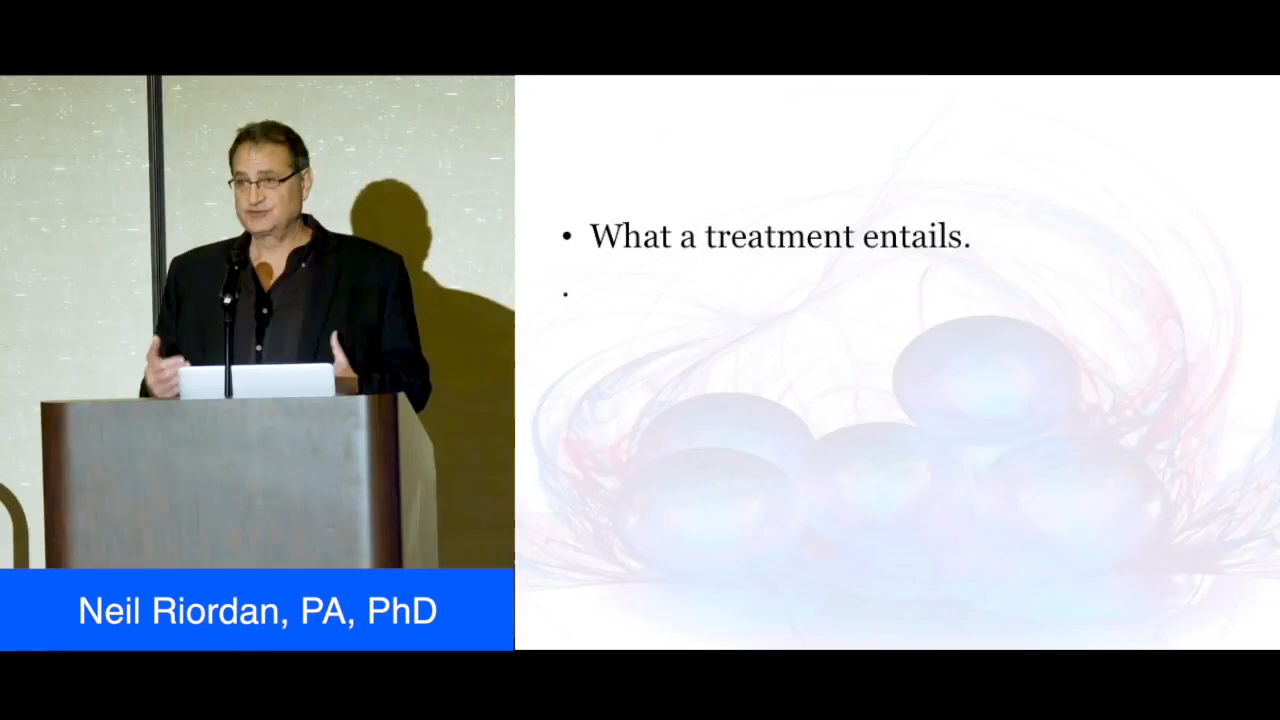 • What a treatment entails.
•
Neil Riordan, PA, PhD